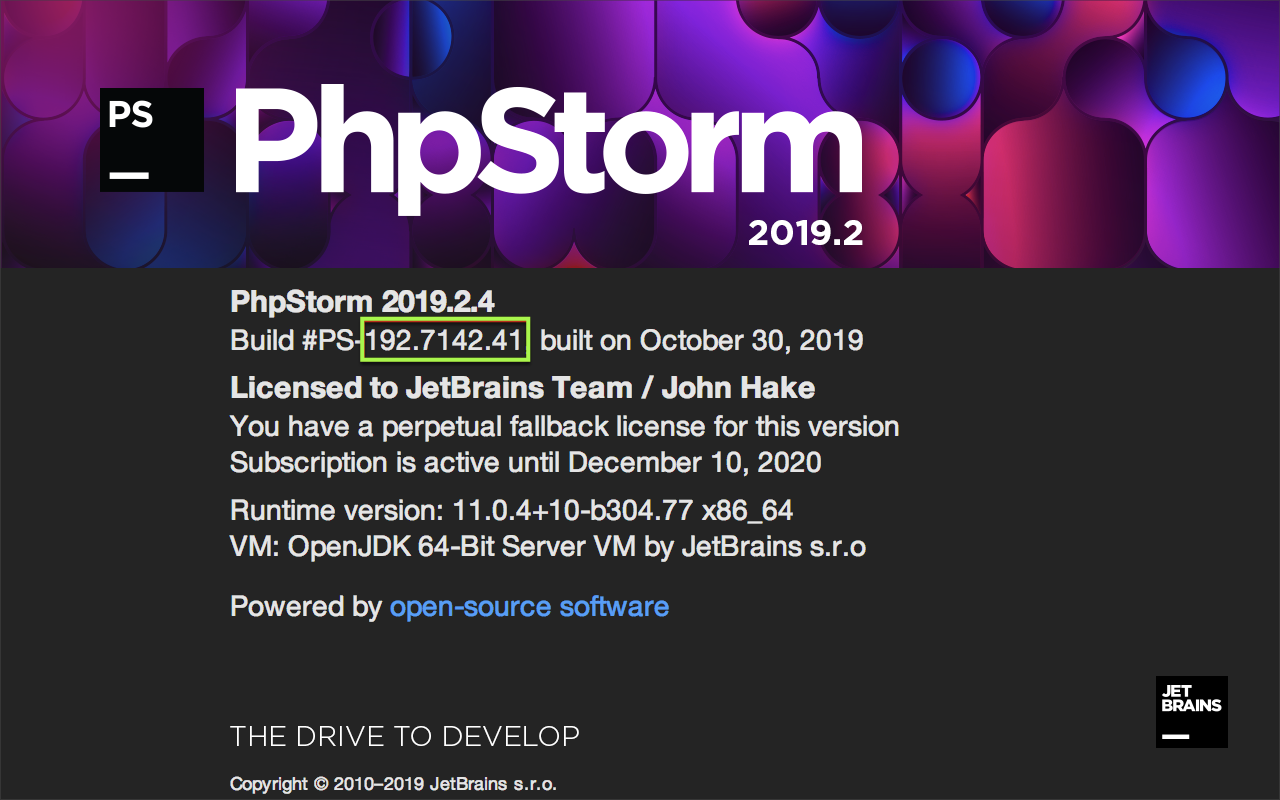 PS
PhpStorm
2019.2
PhpStorm 2019.2.4
Build #PS-192.7142.41 built on October 30, 2019
Licensed to JetBrains Team / John Hake
You have a perpetual fallback license for this version
Subscription is active until December 10, 2020
Runtime version: 11.0.4+10-b304.77 x86_64
VM: OpenJDK 64-Bit Server VM by JetBrains s.r.o
Powered by open-source software
JET
BRAINS
THE DRIVE TO DEVELOP
Copyright © 2010–2019 JetBrains s.r.o.